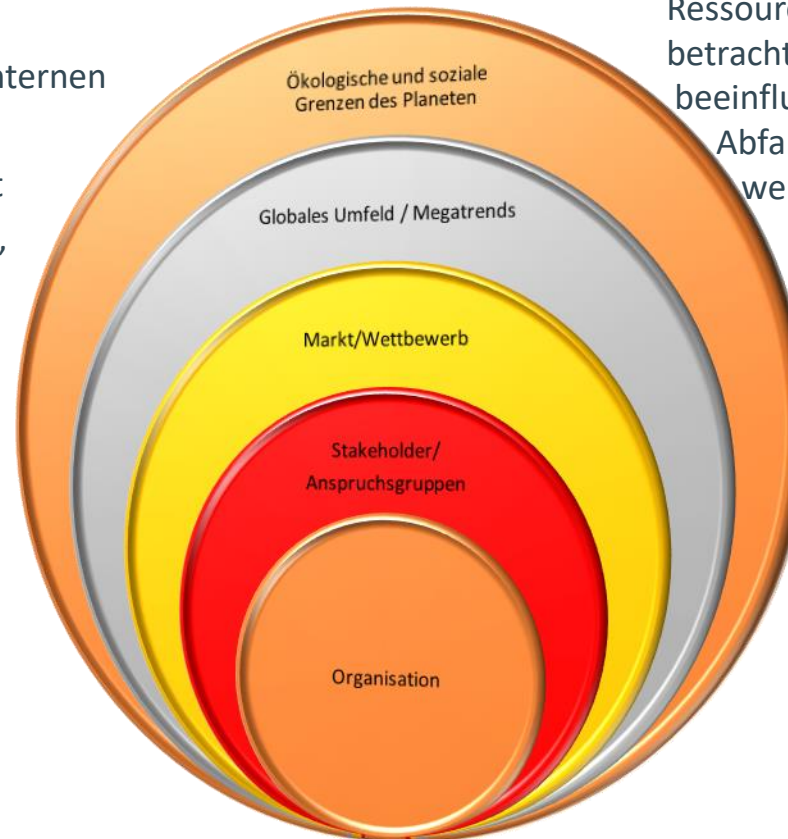 Ökologische und soziale
Grenzen des Planeten
Globales Umfeld / Megatrends
Markt/Wettbewerb
Stakeholder/
Anspruchsgruppen
Organisation